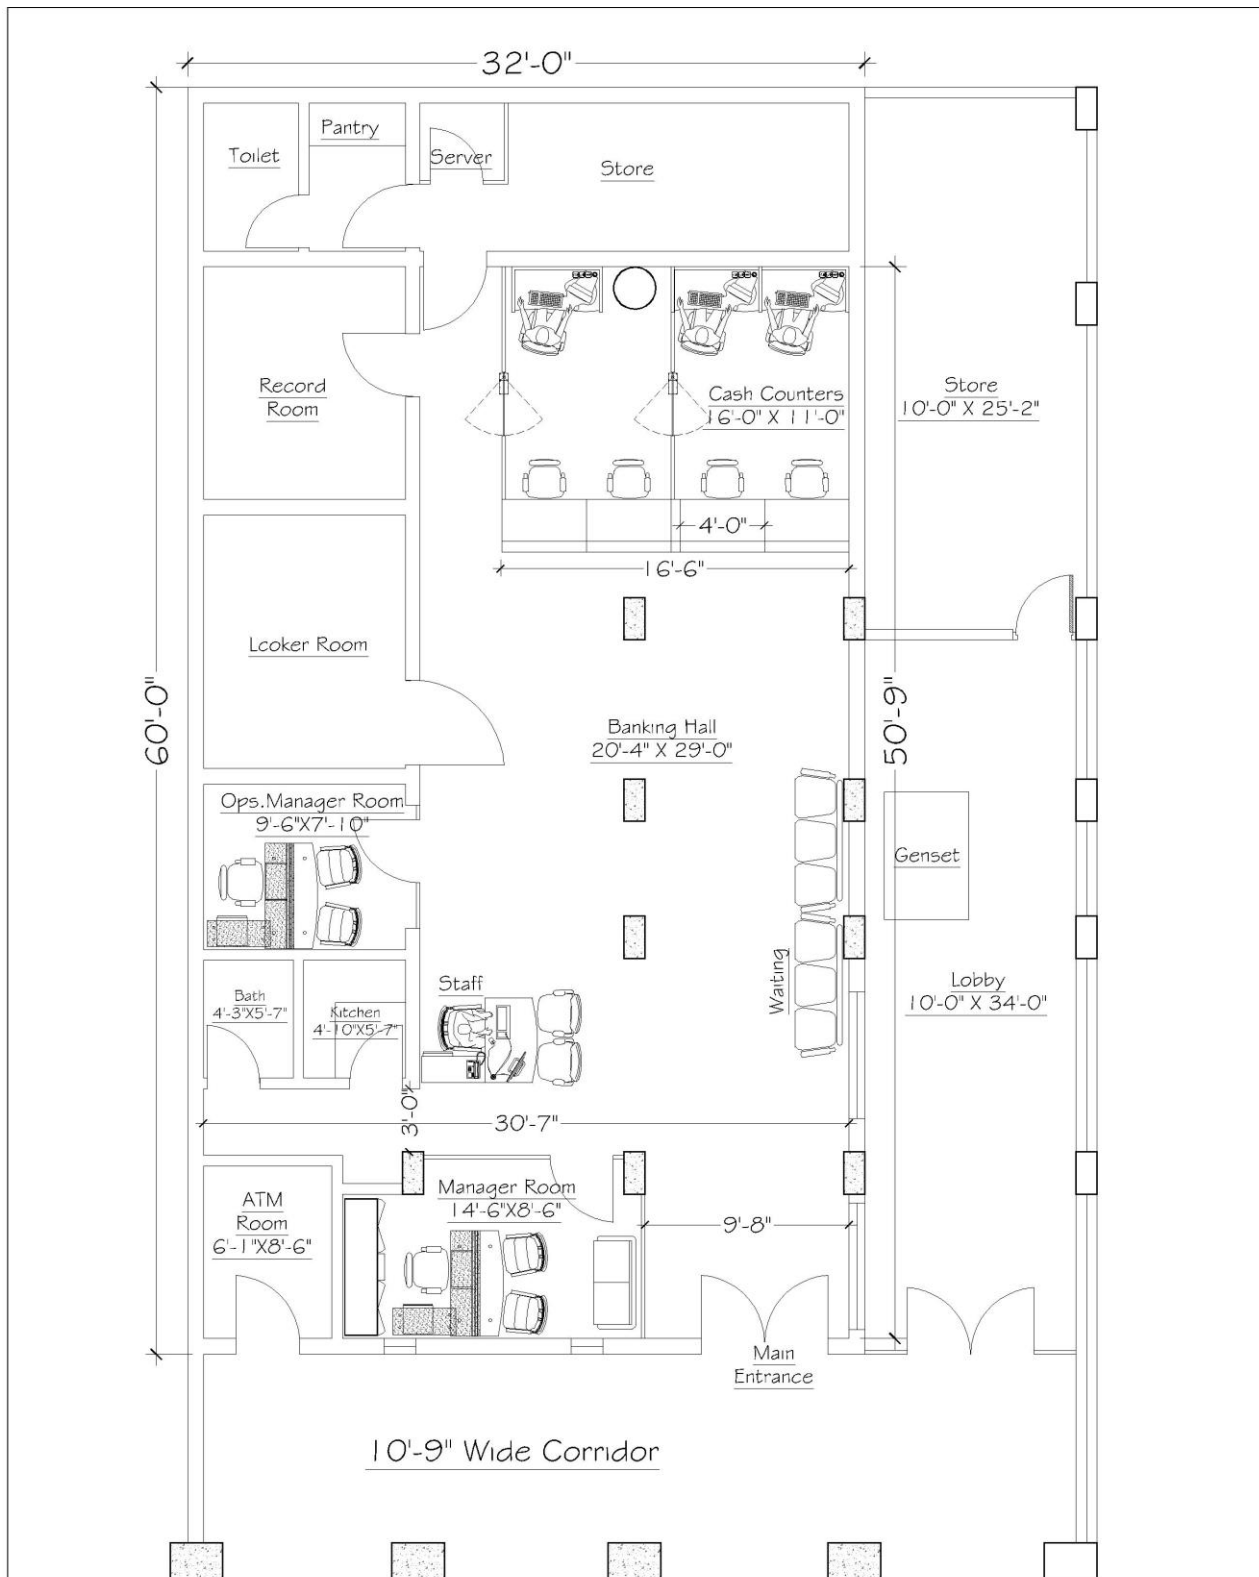 32'-0"
Pantry
Toilet
Server
Store
Record
Room
Cash Counters
16'-0" X 11'-0"
Store
10'-0" X 25'-2"
4'-0"
16'-6"
Lcoker Room
60'-0"
Banking Hall
20'-4" X 29'-0"
50'-9"
Ops.Manager Room
9'-6"X7'-10"
Genset
Waiting
Staff
Lobby
10'-0" X 34'-0"
Bath
4'-3"X5'-7"
Kitchen
4'-10"X5'-7"
3'-0"
30'-7"
ATM
Room
6'-1"X8'-6"
Manager Room
14'-6"X8'-6"
9'-8"
Main
Entrance
10'-9" Wide Corridor